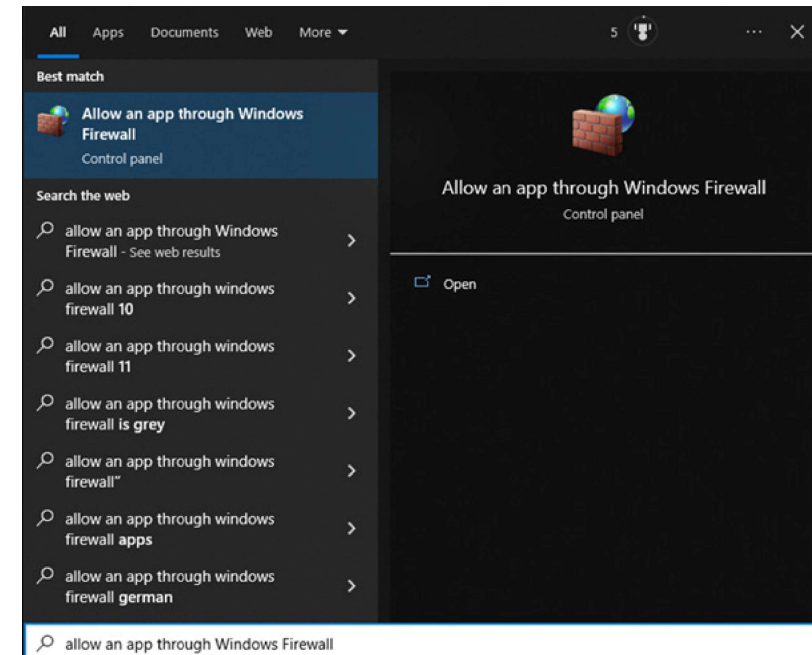 All Apps Documents Web More 5
Best match
Allow an app through Windows
Firewall
Control panel
Search the web
allow an app through Windows
Firewall - See web results
allow an app through windows
firewall 10
allow an app through windows
firewall 11
allow an app through windows
firewall is grey
allow an app through windows
firewall"
allow an app through windows
firewall apps
allow an app through windows
firewall german
Allow an app through Windows Firewall
Control panel
Open
allow an app through Windows Firewall